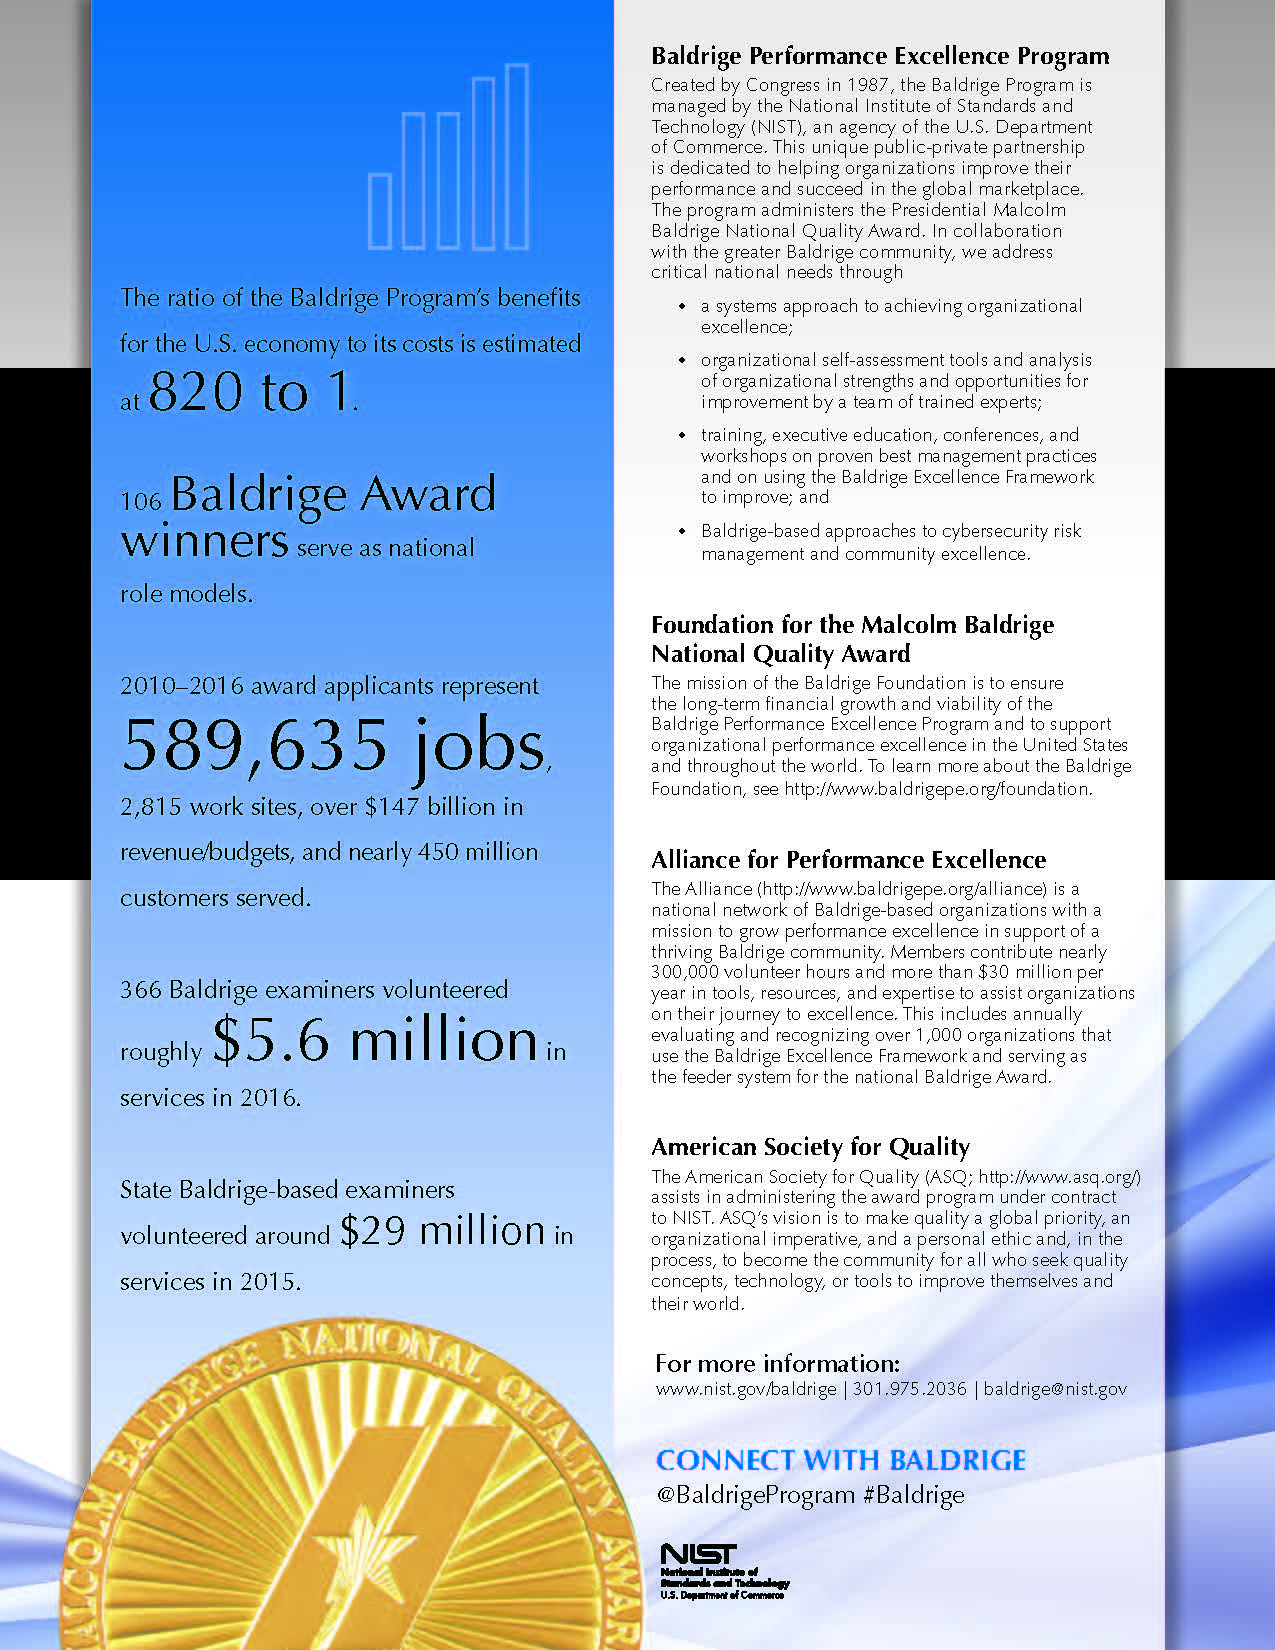 The ratio of the Baldrige Program's benefits
for the U.S. economy to its costs is estimated
at 820 to 1.
106 Baldrige Award
winners serve as national
role models.
2010–2016 award applicants represent
589,635 jobs,
2,815 work sites, over $147 billion in
revenue/budgets, and nearly 450 million
customers served.
366 Baldrige examiners volunteered
roughly $5.6 million in
services in 2016.
State Baldrige-based examiners
volunteered around $29 million in
services in 2015.
MALCOLM BALDRIGE NATIONAL QUALITY AWARD
Baldrige Performance Excellence Program
Created by Congress in 1987, the Baldrige Program is
managed by the National Institute of Standards and
Technology (NIST), an agency of the U.S. Department
of Commerce. This unique public-private partnership
is dedicated to helping organizations improve their
performance and succeed in the global marketplace.
The program administers the Presidential Malcolm
Baldrige National Quality Award. In collaboration
with the greater Baldrige community, we address
critical national needs through
• a systems approach to achieving organizational
excellence;
• organizational self-assessment tools and analysis
of organizational strengths and opportunities for
improvement by a team of trained experts;
• training, executive education, conferences, and
workshops on proven best management practices
and on using the Baldrige Excellence Framework
to improve; and
• Baldrige-based approaches to cybersecurity risk
management and community excellence.
Foundation for the Malcolm Baldrige
National Quality Award
The mission of the Baldrige Foundation is to ensure
the long-term financial growth and viability of the
Baldrige Performance Excellence Program and to support
organizational performance excellence in the United States
and throughout the world. To learn more about the Baldrige
Foundation, see http://www.baldrigepe.org/foundation.
Alliance for Performance Excellence
The Alliance (http://www.baldrigepe.org/alliance) is a
national network of Baldrige-based organizations with a
mission to grow performance excellence in support of a
thriving Baldrige community. Members contribute nearly
300,000 volunteer hours and more than $30 million per
year in tools, resources, and expertise to assist organizations
on their journey to excellence. This includes annually
evaluating and recognizing over 1,000 organizations that
use the Baldrige Excellence Framework and serving as
the feeder system for the national Baldrige Award.
American Society for Quality
The American Society for Quality (ASQ; http://www.asq.org/)
assists in administering the award program under contract
to NIST. ASQ's vision is to make quality a global priority, an
organizational imperative, and a personal ethic and, in the
process, to become the community for all who seek quality
concepts, technology, or tools to improve themselves and
their world.
For more information:
www.nist.gov/baldrige | 301.975.2036 | baldrige@nist.gov
CONNECT WITH BALDRIGE
@BaldrigeProgram #Baldrige
NIST
National Institute of
Standards and Technology
U.S. Department of Commerce